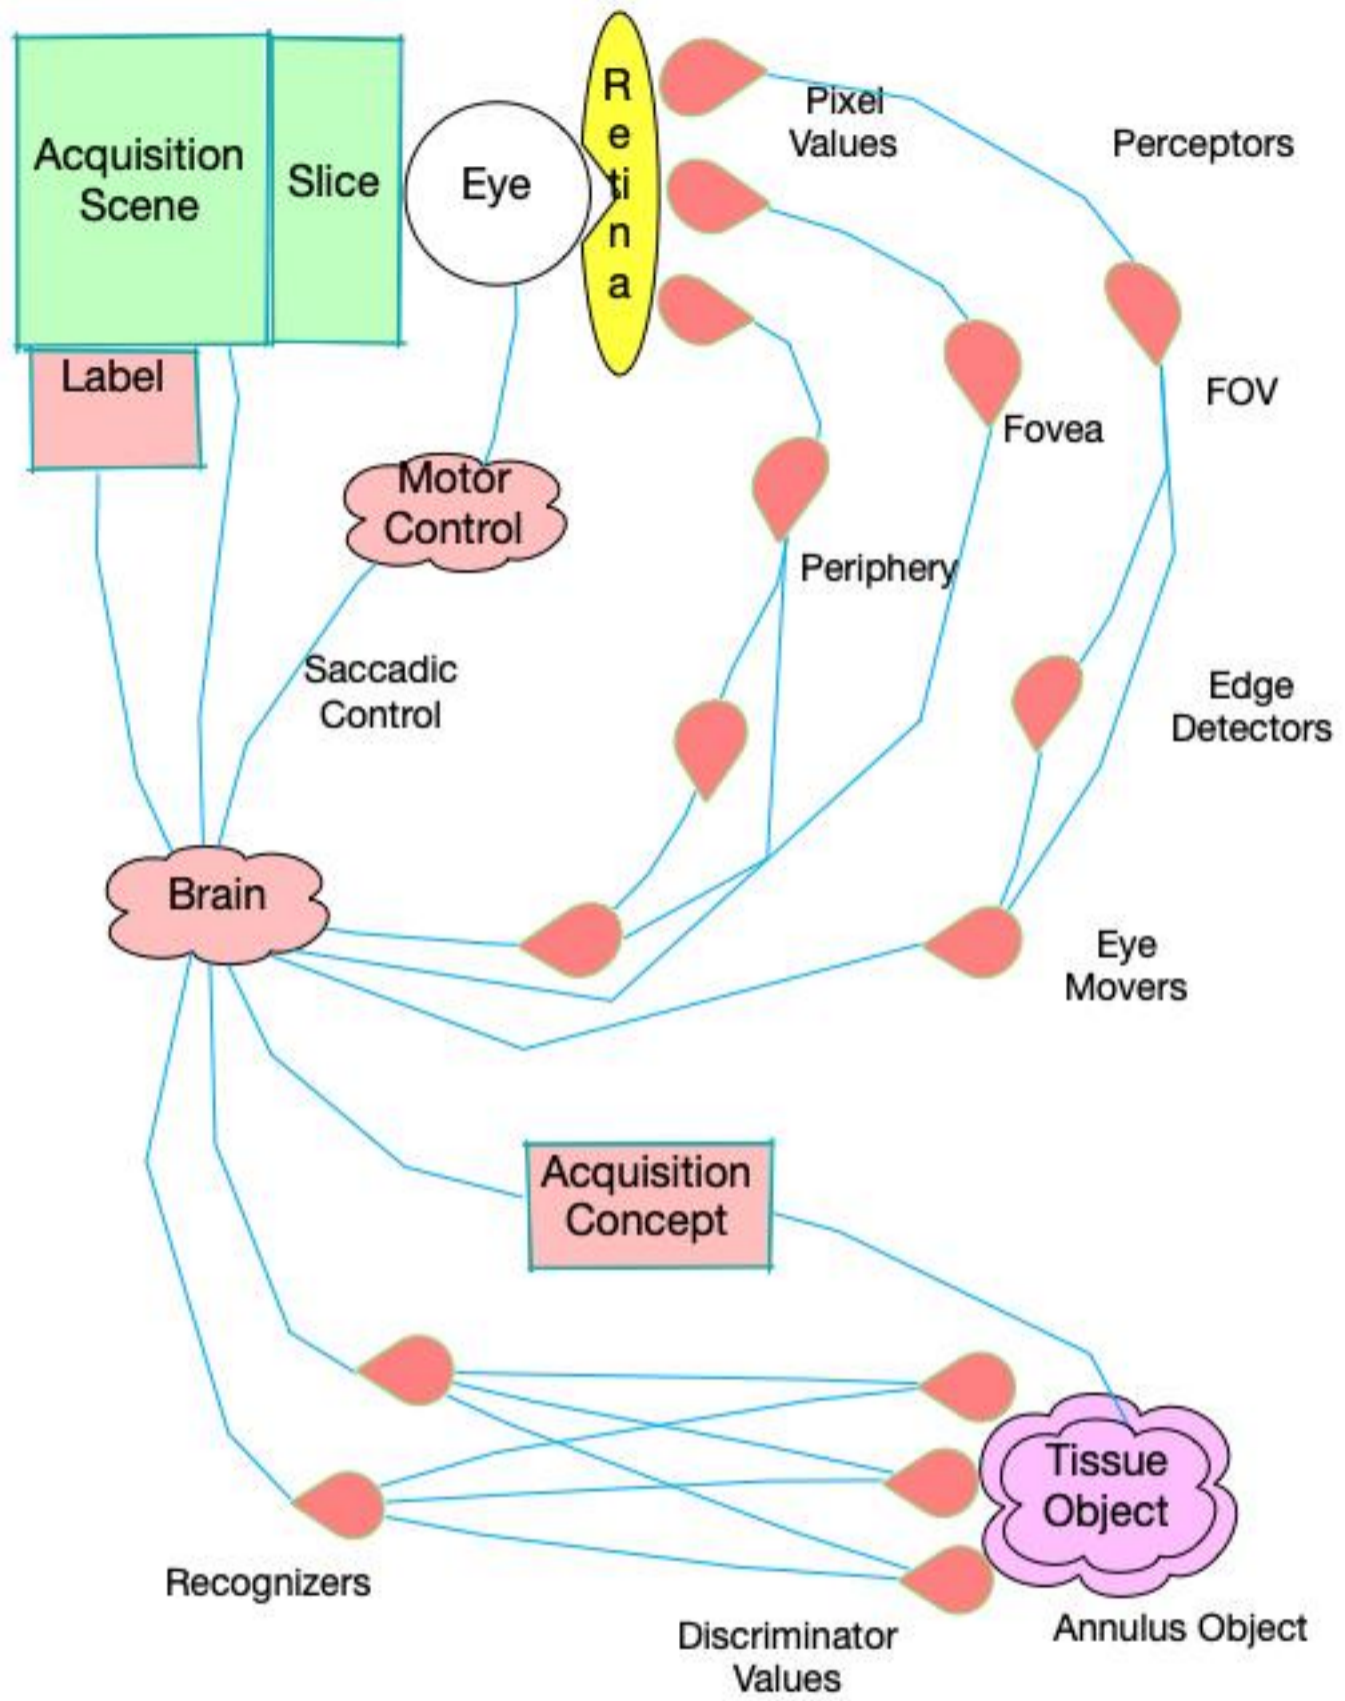 Acquisition
Scene
Slice
Eye
R
e
ti
n
a
Pixel
Values
Perceptors
Label
FOV
Fovea
Motor
Control
Periphery
Saccadic
Control
Edge
Detectors
Brain
Eye
Movers
Acquisition
Concept
Tissue
Object
Recognizers
Discriminator
Values
Annulus Object